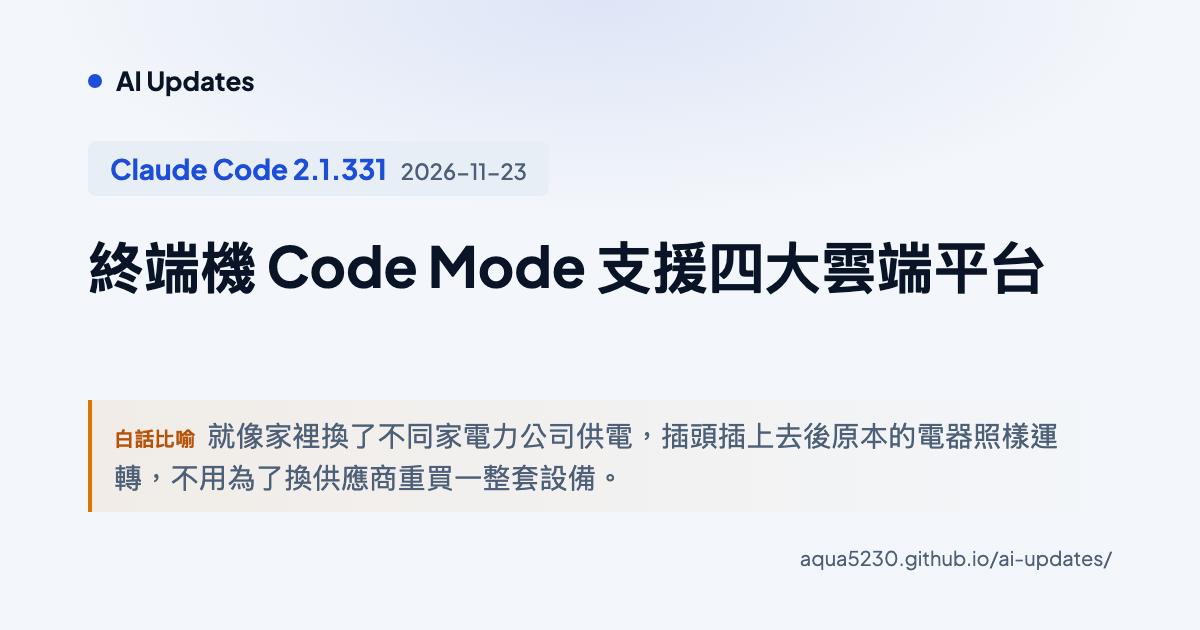 AI Updates
Claude Code 2.1.331 2026-11-23
終端機 Code Mode 支援四大雲端平台
白話比喻 就像家裡換了不同家電力公司供電，插頭插上去後原本的電器照樣運
轉，不用為了換供應商重買一整套設備。
aqua5230.github.io/ai-updates/